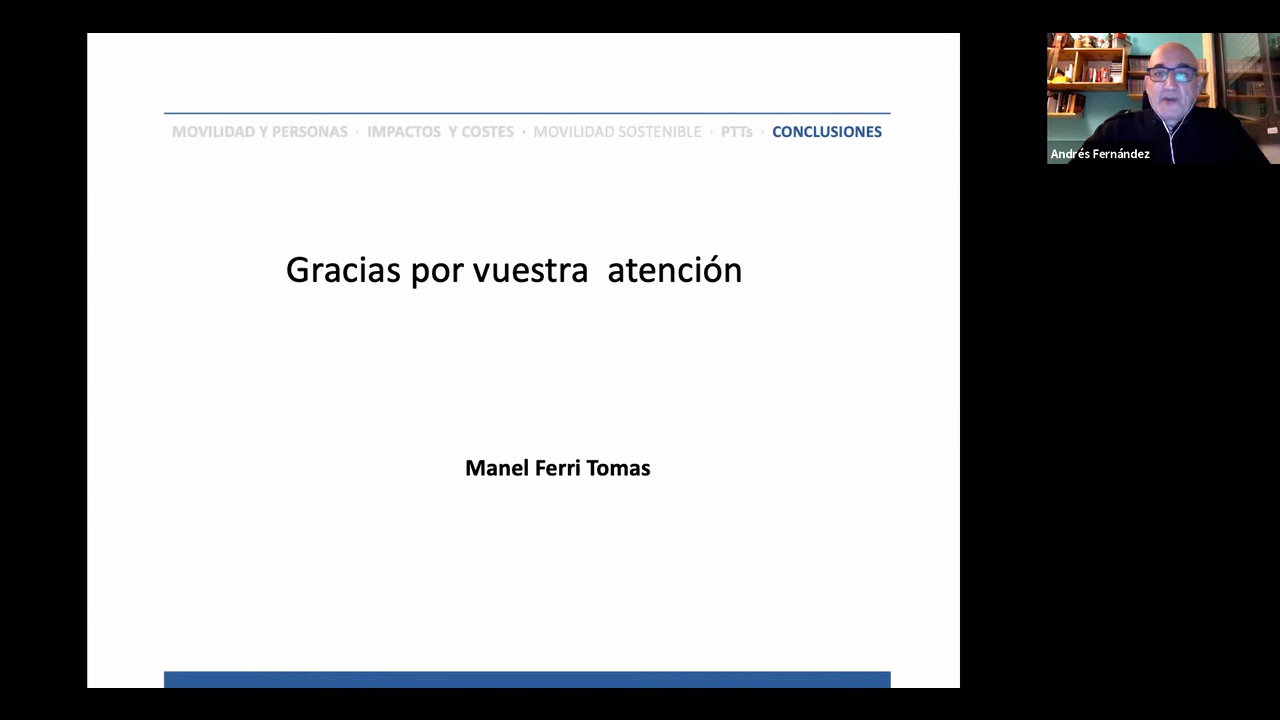 MOVILIDAD Y PERSONAS · IMPACTOS Y COSTES · MOVILIDAD SOSTENIBLE · PTTs · CONCLUSIONES
Gracias por vuestra atención
Manel Ferri Tomas
Andrés Fernández